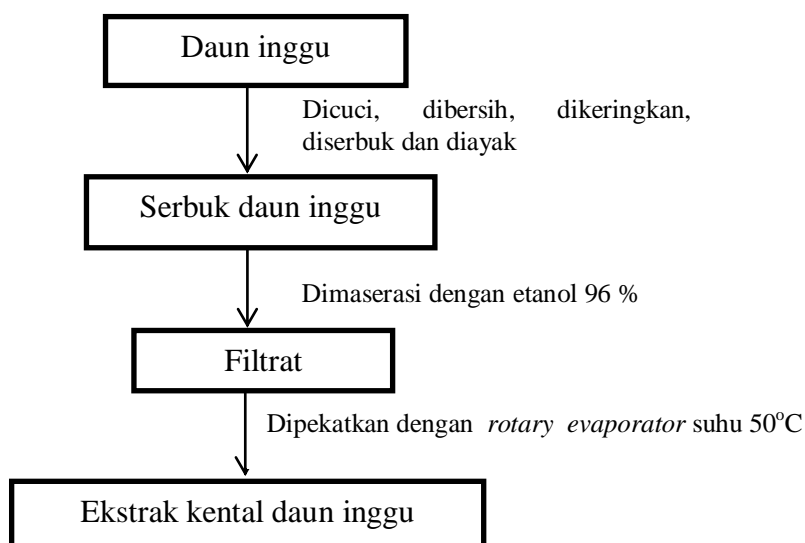 Daun inggu
Dicuci, dibersih, dikeringkan,
diserbuk dan diayak
Serbuk daun inggu
Dimaserasi dengan etanol 96 %
Filtrat
Dipekatkan dengan rotary evaporator suhu 50°C
Ekstrak kental daun inggu